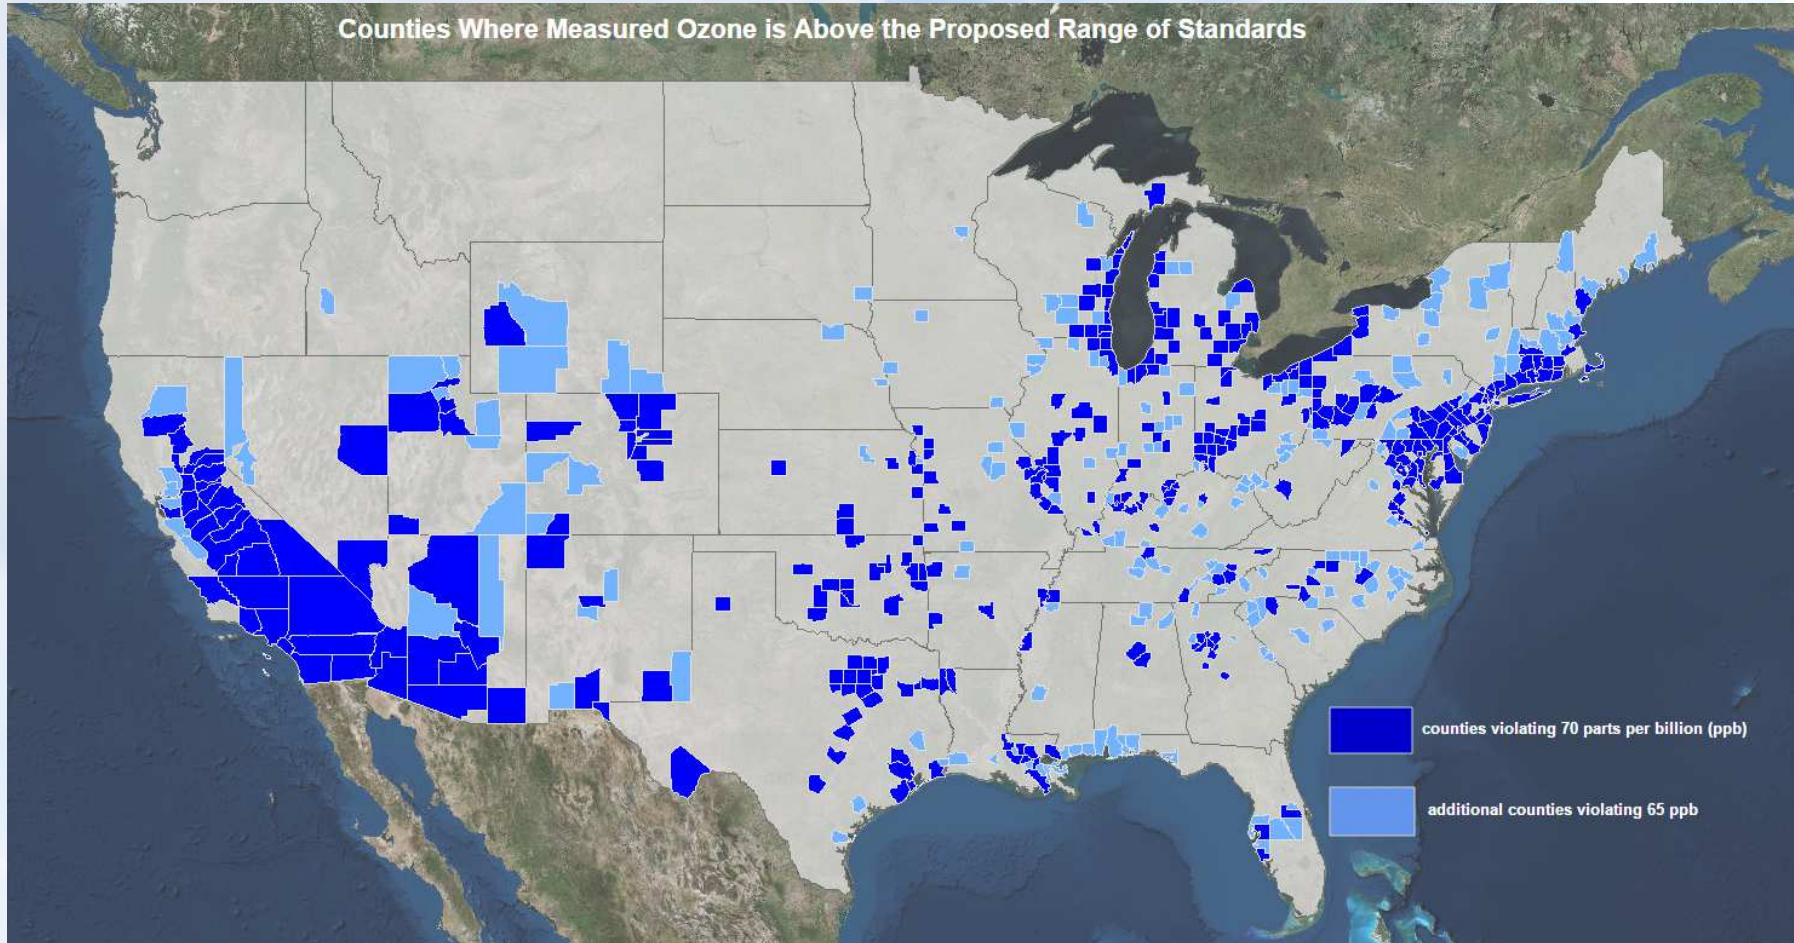 Counties Where Measured Ozone is Above the Proposed Range of Standards
counties violating 70 parts per billion (ppb)
additional counties violating 65 ppb